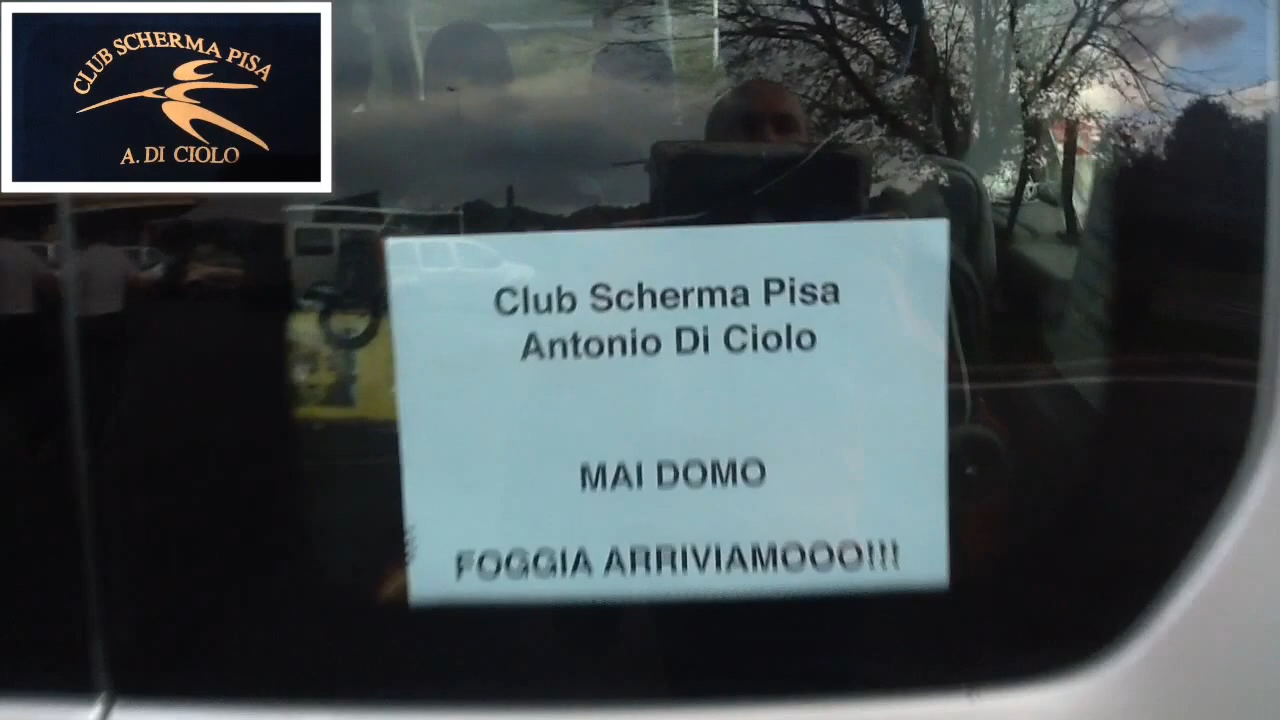 CLUB SCHERMA PISA
A. DI CIOLO
Club Scherma Pisa
Antonio Di Ciolo
MAI DOMO
FOGGIA ARRIVIAMOOO!!!